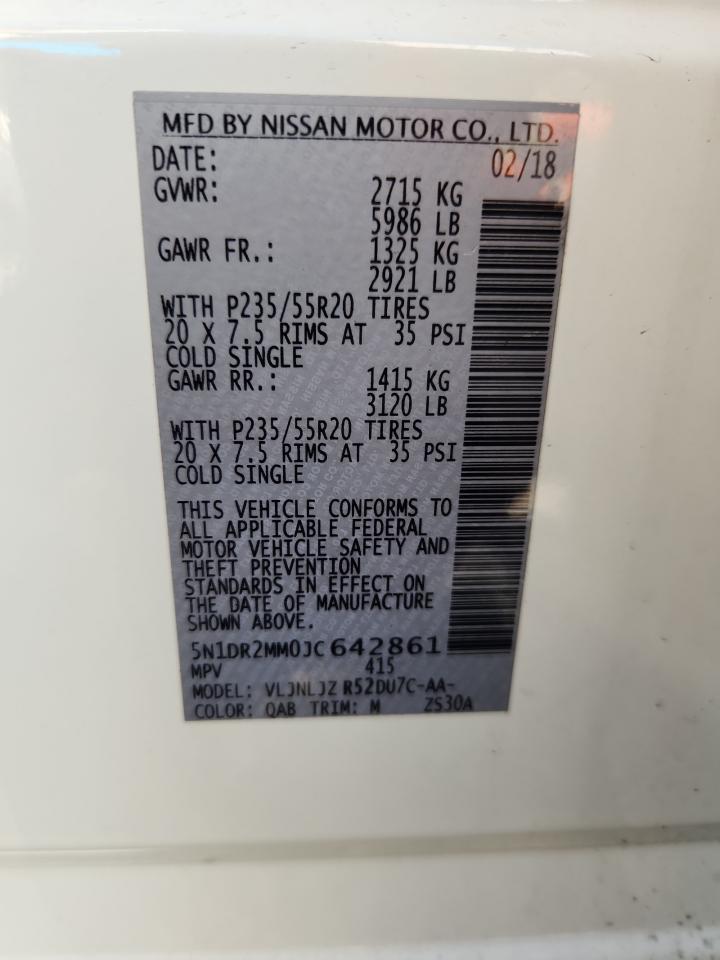 MFD BY NISSAN MOTOR CO., LTD.
DATE: 02/18
GVWR: 2715 KG
5986 LB
GAWR FR.: 1325 KG
2921 LB
WITH P235/55R20 TIRES
20 X 7.5 RIMS AT 35 PSI
COLD SINGLE
GAWR RR.: 1415 KG
3120 LB
WITH P235/55R20 TIRES
20 X 7.5 RIMS AT 35 PSI
COLD SINGLE
THIS VEHICLE CONFORMS TO
ALL APPLICABLE FEDERAL
MOTOR VEHICLE SAFETY AND
THEFT PREVENTION
STANDARDS IN EFFECT ON
THE DATE OF MANUFACTURE
SHOWN ABOVE.
5N1DR2MM0JC642861
MPV 415
MODEL: VLJNLJZ R52DU7C-AA-
COLOR: QAB TRIM: M ZS30A